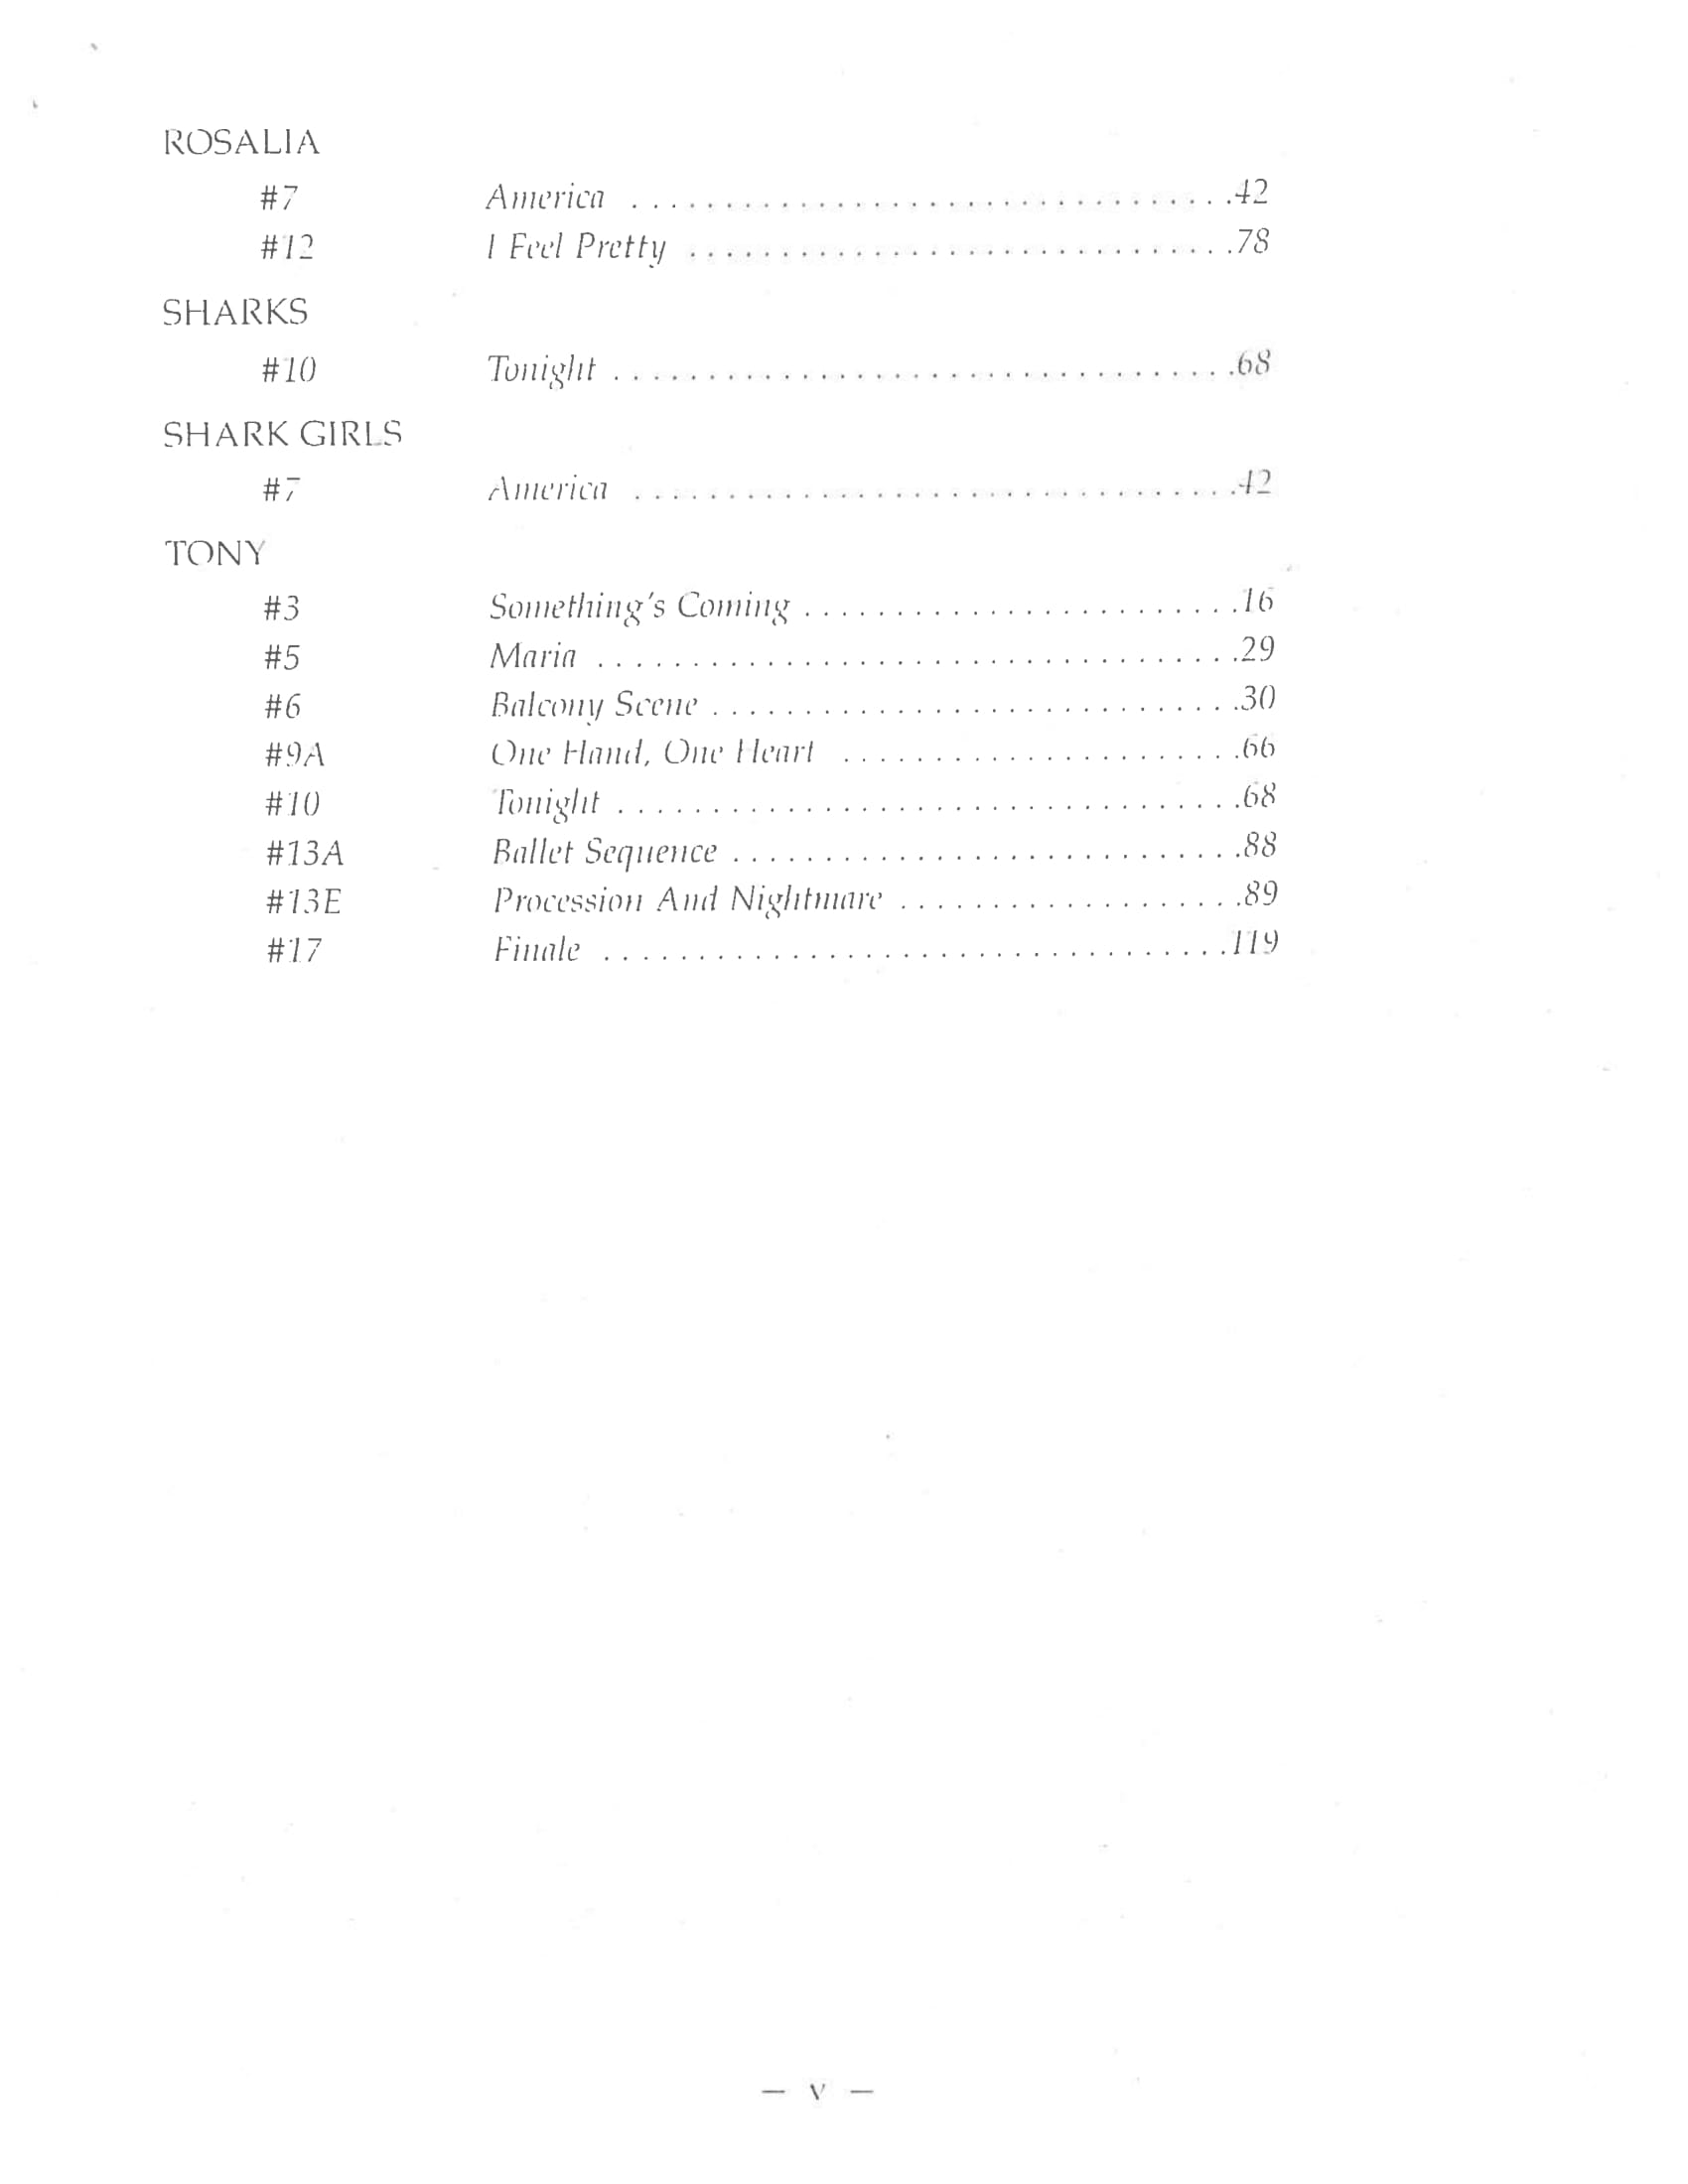 ROSALIA
#7 America . . . . . . . . . . . . . . . . . . . . . . . . . . . . . . . . .42
#12 I Feel Pretty . . . . . . . . . . . . . . . . . . . . . . . . . . . . . .78
SHARKS
#10 Tonight . . . . . . . . . . . . . . . . . . . . . . . . . . . . . . . . . .68
SHARK GIRLS
#7 America . . . . . . . . . . . . . . . . . . . . . . . . . . . . . . . . .42
TONY
#3 Something's Coming . . . . . . . . . . . . . . . . . . . . . . . .16
#5 Maria . . . . . . . . . . . . . . . . . . . . . . . . . . . . . . . . . . .29
#6 Balcony Scene . . . . . . . . . . . . . . . . . . . . . . . . . . . . .30
#9A One Hand, One Heart . . . . . . . . . . . . . . . . . . . . . .66
#10 Tonight . . . . . . . . . . . . . . . . . . . . . . . . . . . . . . . . . .68
#13A Ballet Sequence . . . . . . . . . . . . . . . . . . . . . . . . . . . .88
#13E Procession And Nightmare . . . . . . . . . . . . . . . . . . .89
#17 Finale . . . . . . . . . . . . . . . . . . . . . . . . . . . . . . . . . .119
— v —